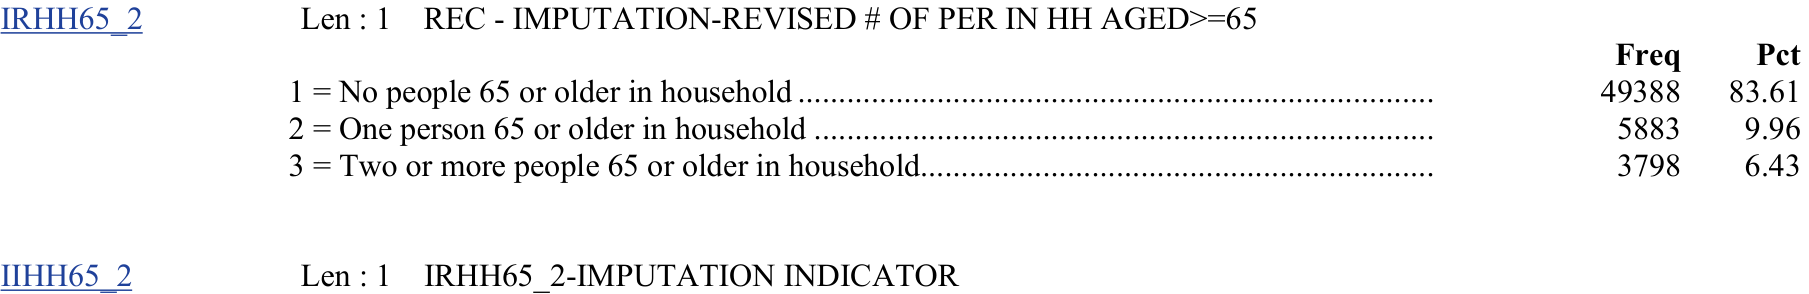 IRHH65_2 Len : 1 REC - IMPUTATION-REVISED # OF PER IN HH AGED>=65
Freq Pct
1 = No people 65 or older in household ............................................................................... 49388 83.61
2 = One person 65 or older in household ............................................................................. 5883 9.96
3 = Two or more people 65 or older in household................................................................ 3798 6.43
IIHH65_2 Len : 1 IRHH65_2-IMPUTATION INDICATOR